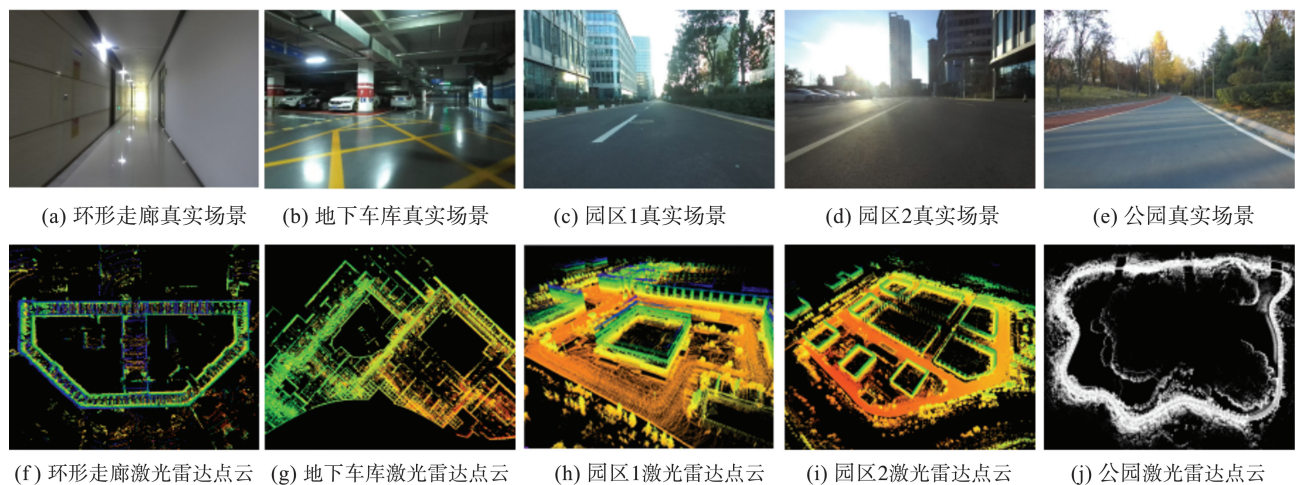 (a) 环形走廊真实场景
(b) 地下车库真实场景
(c) 园区1真实场景
(d) 园区2真实场景
(e) 公园真实场景
(f) 环形走廊激光雷达点云
(g) 地下车库激光雷达点云
(h) 园区1激光雷达点云
(i) 园区2激光雷达点云
(j) 公园激光雷达点云